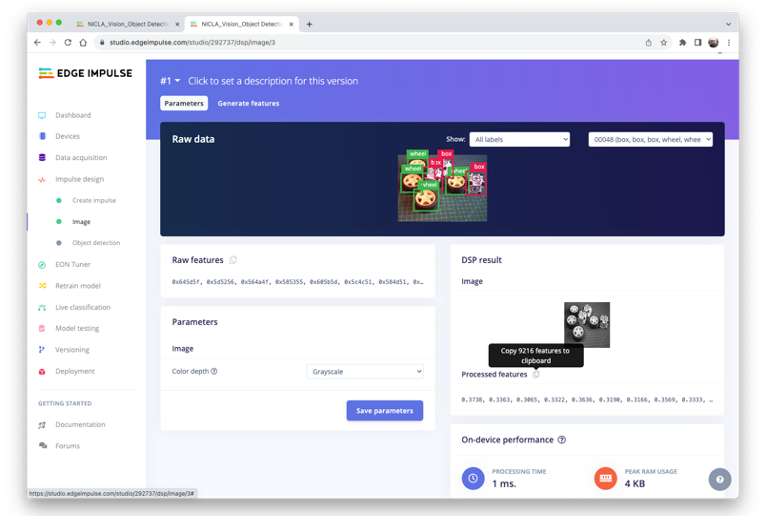 NICLA_Vision_Object Detectic
NICLA_Vision_Object Detectic
studio.edgeimpulse.com/studio/292737/dsp/image/3
EDGE IMPULSE
Dashboard
Devices
Data acquisition
Impulse design
Create impulse
Image
Object detection
EON Tuner
Retrain model
Live classification
Model testing
Versioning
Deployment
GETTING STARTED
Documentation
Forums
https://studio.edgeimpulse.com/studio/292737/dsp/image/3#
#1 Click to set a description for this version
Parameters Generate features
Raw data
Show: All labels
00048 (box, box, box, wheel, whee
wheel box
box
wheel whee box
vheel
Raw features
0x645d5f, 0x5d5256, 0x564a4f, 0x585355, 0x605b5d, 0x5c4c51, 0x584d51, 0x…
Parameters
Image
Color depth Grayscale
Save parameters
DSP result
Image
Copy 9216 features to
clipboard
Processed features
0.3738, 0.3363, 0.3065, 0.3322, 0.3636, 0.3190, 0.3166, 0.3569, 0.3333, …
On-device performance
PROCESSING TIME
1 ms.
PEAK RAM USAGE
4 KB